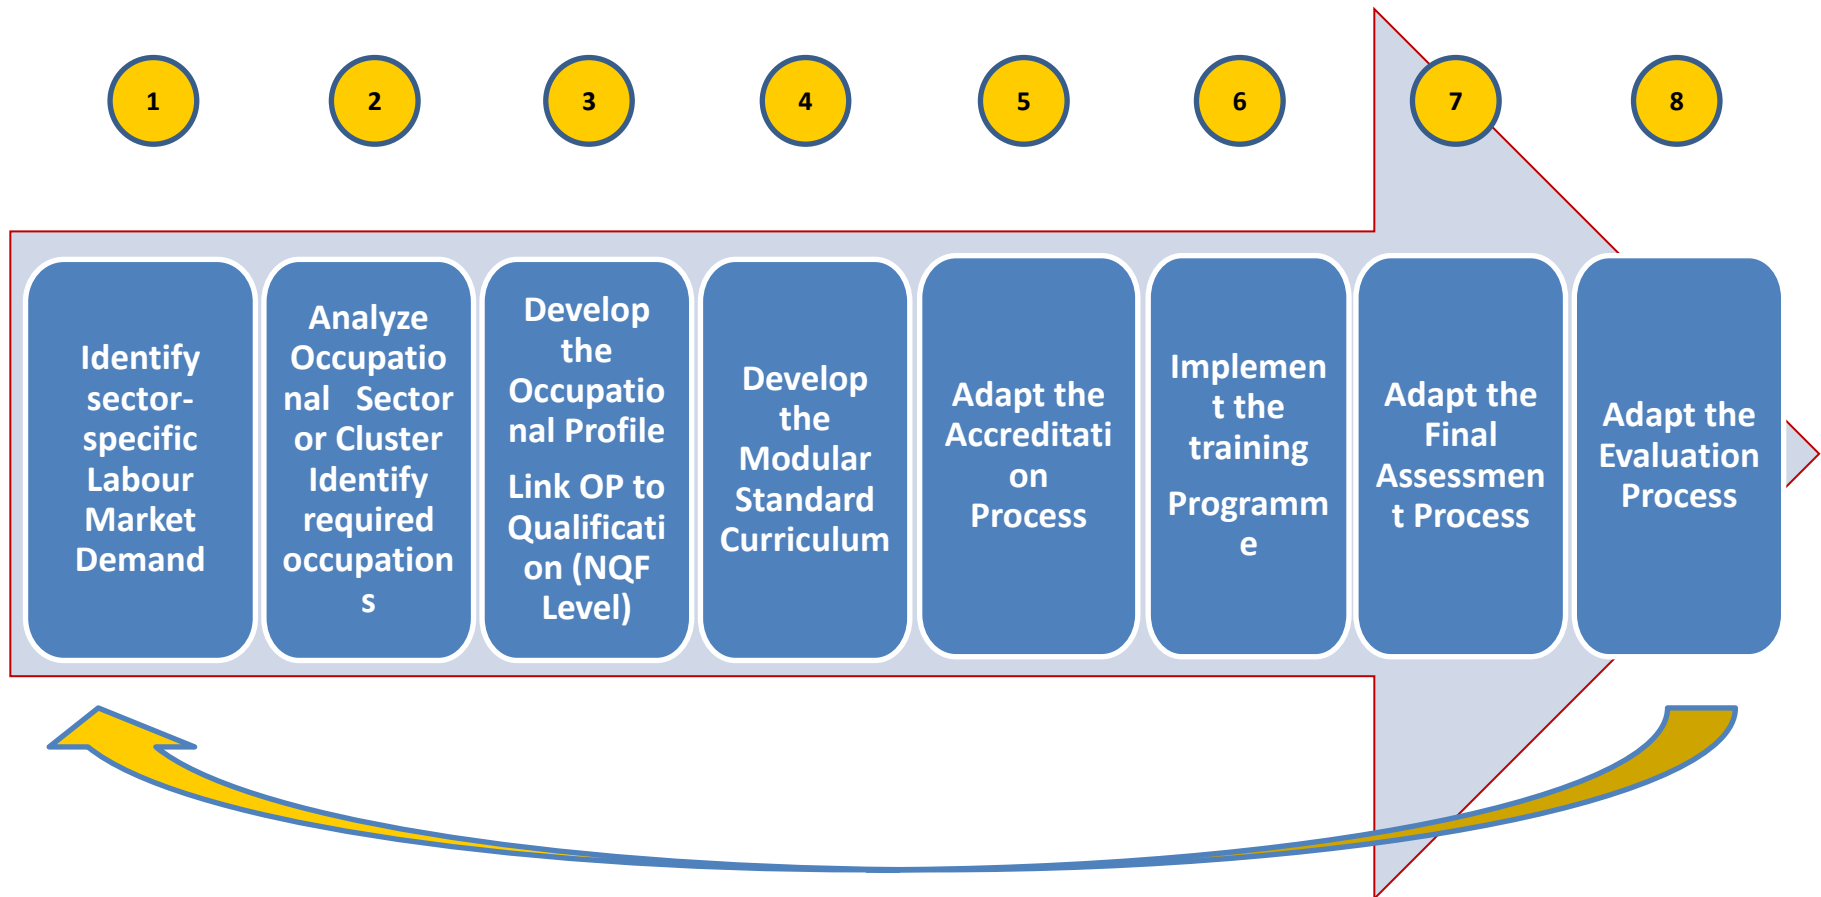 1
2
3
4
5
6
7
8
Identify
sector-
specific
Labour
Market
Demand
Analyze
Occupatio
nal Sector
or Cluster
Identify
required
occupation
s
Develop
the
Occupatio
nal Profile
Link OP to
Qualificati
on (NQF
Level)
Develop
the
Modular
Standard
Curriculum
Adapt the
Accreditati
on
Process
Implemen
t the
training
Programm
e
Adapt the
Final
Assessmen
t Process
Adapt the
Evaluation
Process